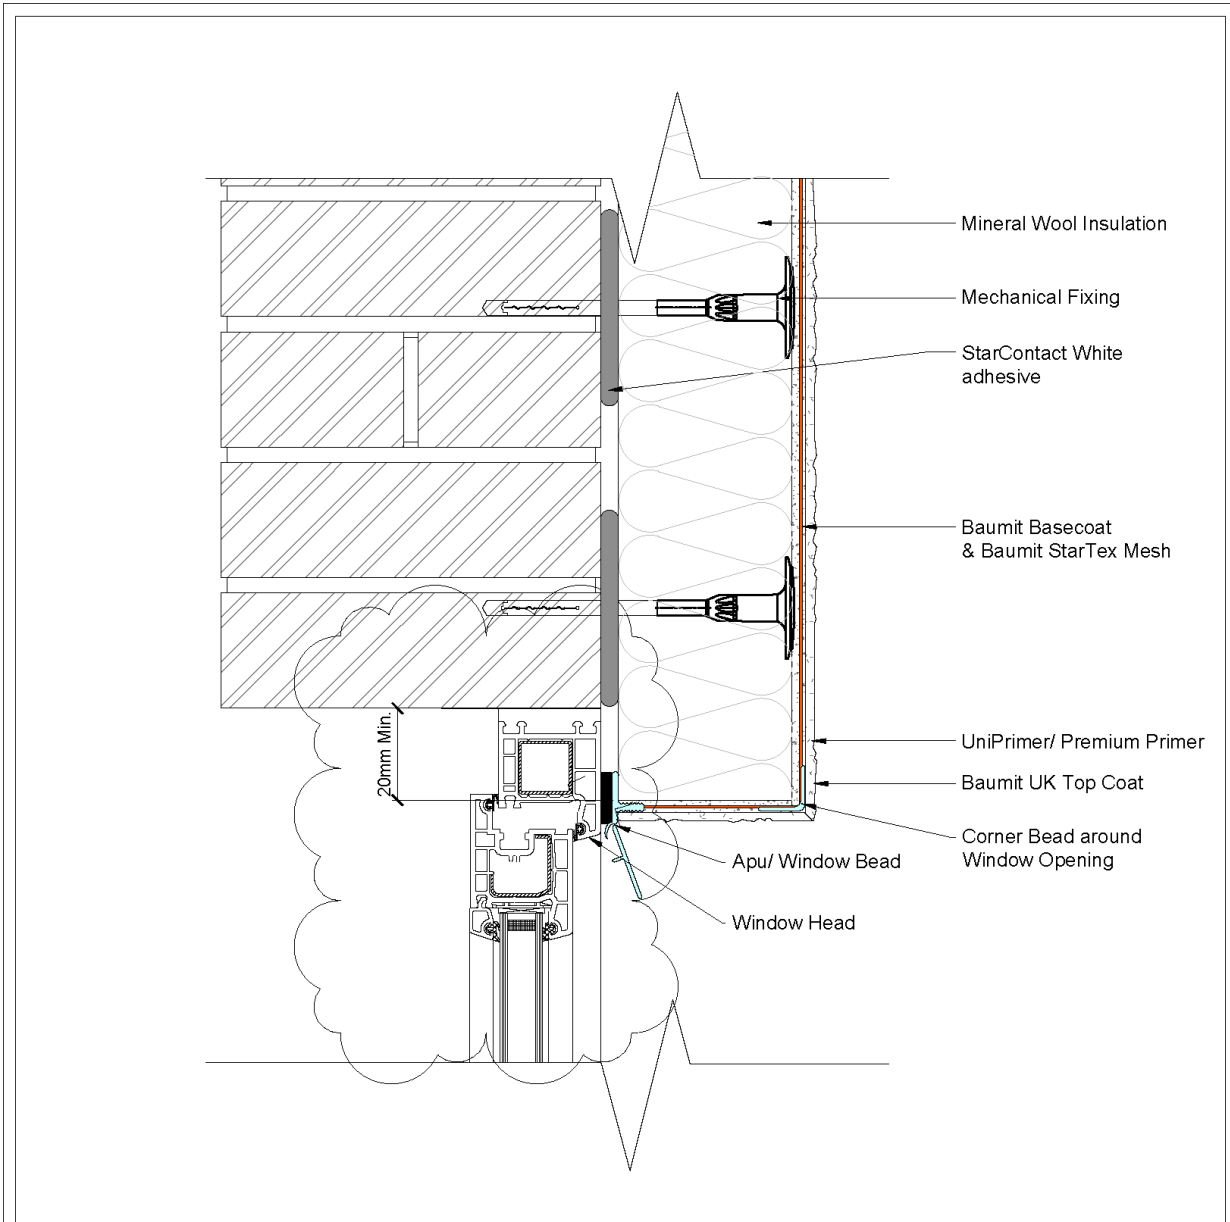 Mineral Wool Insulation
Mechanical Fixing
StarContact White
adhesive
Baumit Basecoat
& Baumit StarTex Mesh
20mm Min.
UniPrimer/ Premium Primer
Baumit UK Top Coat
Corner Bead around
Window Opening
Apu/ Window Bead
Window Head